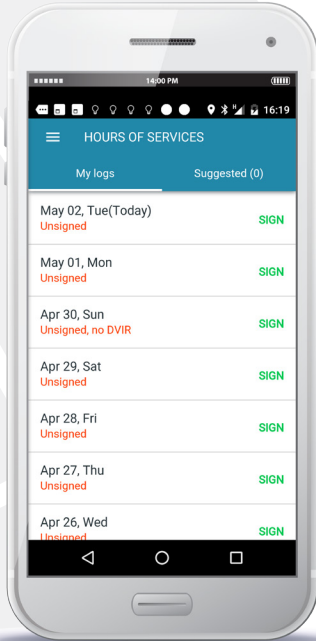 14:00 PM
H 16:19
HOURS OF SERVICES
My logs Suggested (0)
May 02, Tue(Today)
Unsigned
SIGN
May 01, Mon
Unsigned
SIGN
Apr 30, Sun
Unsigned, no DVIR
SIGN
Apr 29, Sat
Unsigned
SIGN
Apr 28, Fri
Unsigned
SIGN
Apr 27, Thu
Unsigned
SIGN
Apr 26, Wed
Unsigned
SIGN